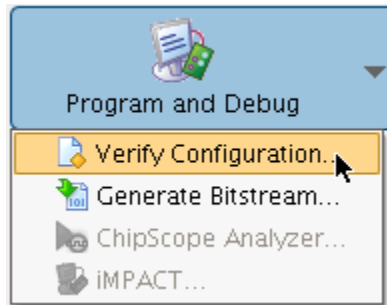 Program and Debug
Verify Configuration...
Generate Bitstream...
ChipScope Analyzer...
iMPACT...